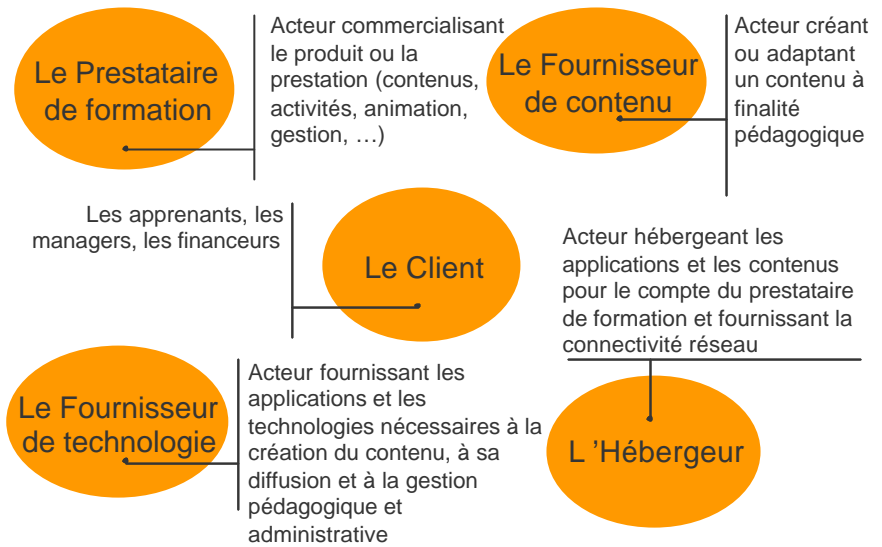 Le Prestataire
de formation
Acteur commercialisant
le produit ou la
prestation (contenus,
activités, animation,
gestion, …)
Le Fournisseur
de contenu
Acteur créant
ou adaptant
un contenu à
finalité
pédagogique
Les apprenants, les
managers, les financeurs
Le Client
Acteur hébergeant les
applications et les contenus
pour le compte du prestataire
de formation et fournissant la
connectivité réseau
Le Fournisseur
de technologie
Acteur fournissant les
applications et les
technologies nécessaires à la
création du contenu, à sa
diffusion et à la gestion
pédagogique et
administrative
L ’Hébergeur